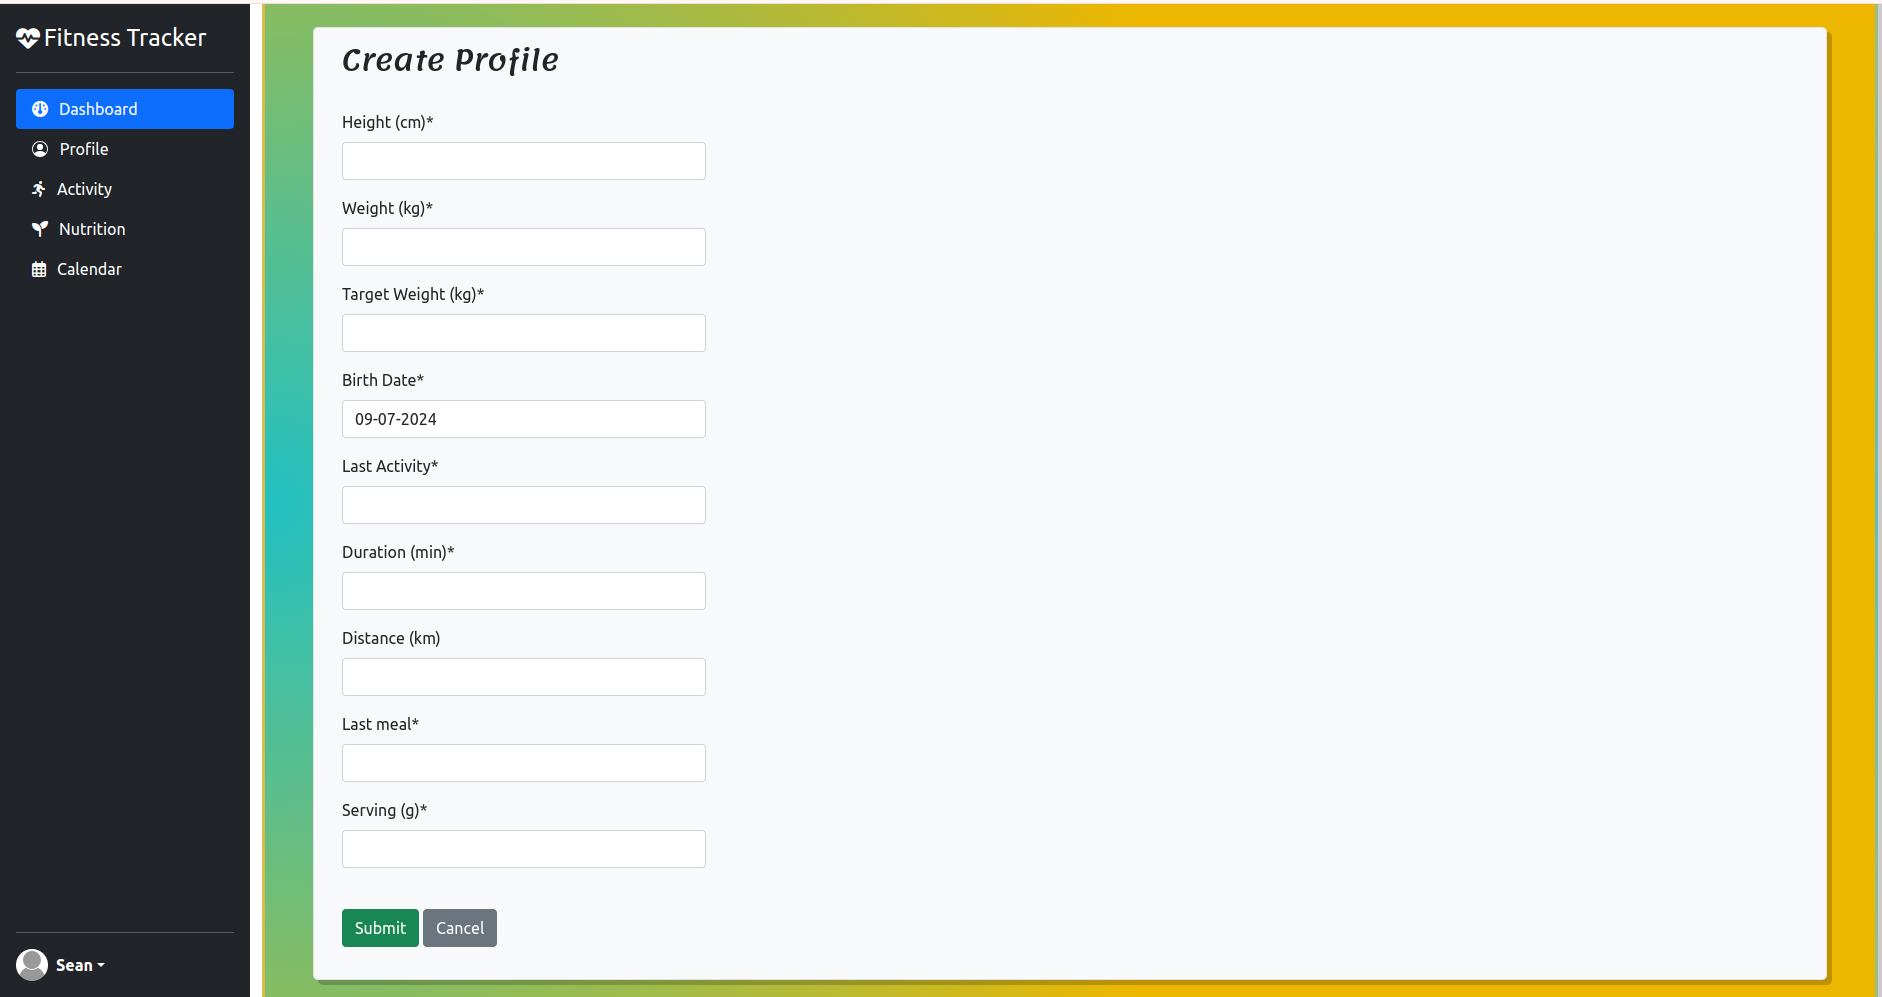 Fitness Tracker
Dashboard
Profile
Activity
Nutrition
Calendar
Sean
Create Profile
Height (cm)*
Weight (kg)*
Target Weight (kg)*
Birth Date*
09-07-2024
Last Activity*
Duration (min)*
Distance (km)
Last meal*
Serving (g)*
Submit Cancel